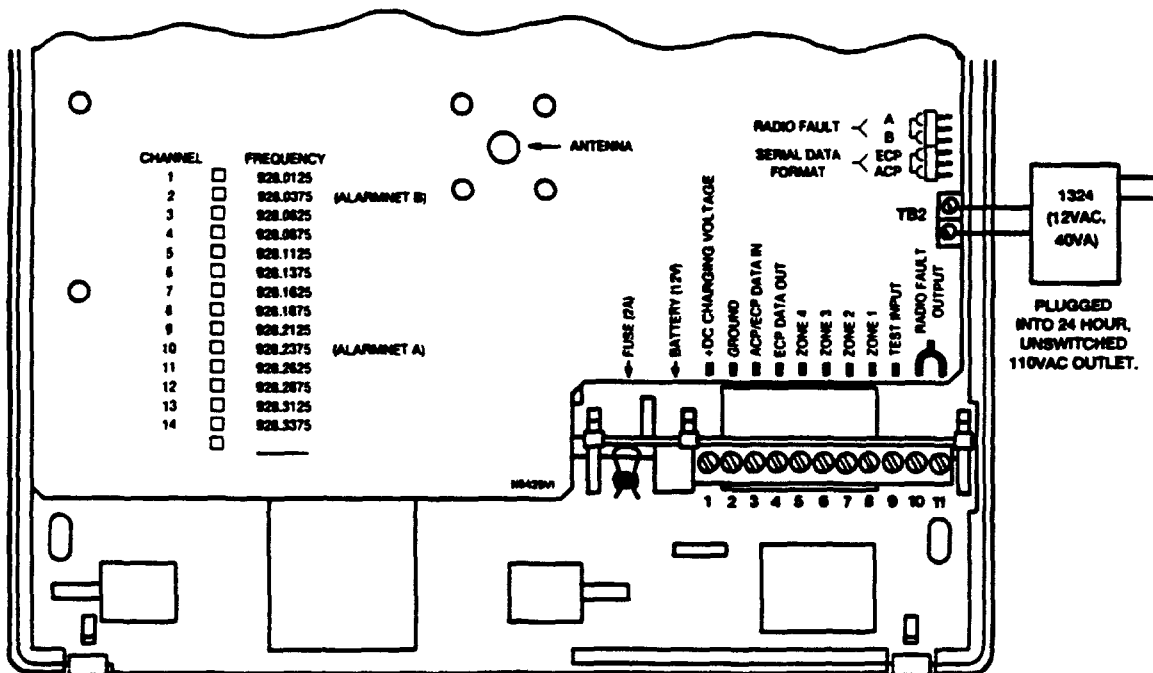 RADIO FAULT A
B
SERIAL DATA FORMAT ECP
ACP
ANTENNA
CHANNEL FREQUENCY
1 928.0125
2 928.0375 (ALARMNET B)
3 928.0625
4 928.0875
5 928.1125
6 928.1375
7 928.1625
8 928.1875
9 928.2125
10 928.2375 (ALARMNET A)
11 928.2625
12 928.2875
13 928.3125
14 928.3375
TB2
1324
(12VAC,
40VA)
PLUGGED
INTO 24 HOUR,
UNSWITCHED
110VAC OUTLET.
FUSE (2A)
BATTERY (12V)
+DC CHARGING VOLTAGE
GROUND
ACP/ECP DATA IN
ECP DATA OUT
ZONE 4
ZONE 3
ZONE 2
ZONE 1
TEST INPUT
RADIO FAULT
OUTPUT
1 2 3 4 5 6 7 8 9 10 11